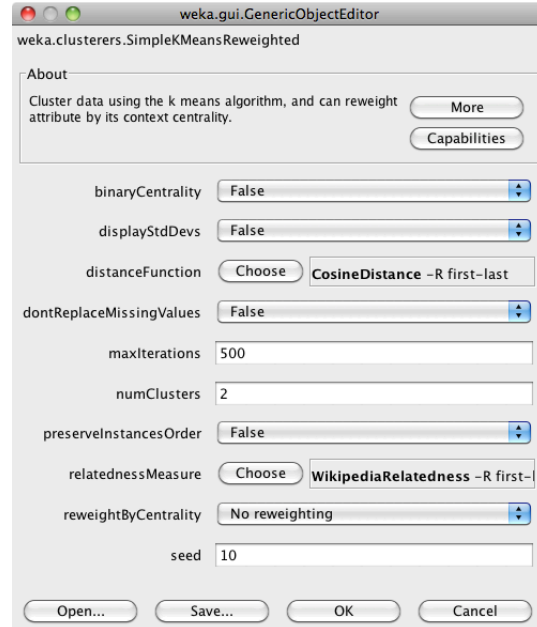 weka.gui.GenericObjectEditor
weka.clusterers.SimpleKMeansReweighted
About
Cluster data using the k means algorithm, and can reweight
attribute by its context centrality.
More
Capabilities
binaryCentrality False
displayStdDevs False
distanceFunction Choose CosineDistance -R first-last
dontReplaceMissingValues False
maxIterations 500
numClusters 2
preserveInstancesOrder False
relatednessMeasure Choose WikipediaRelatedness -R first-l
reweightByCentrality No reweighting
seed 10
Open... Save... OK Cancel